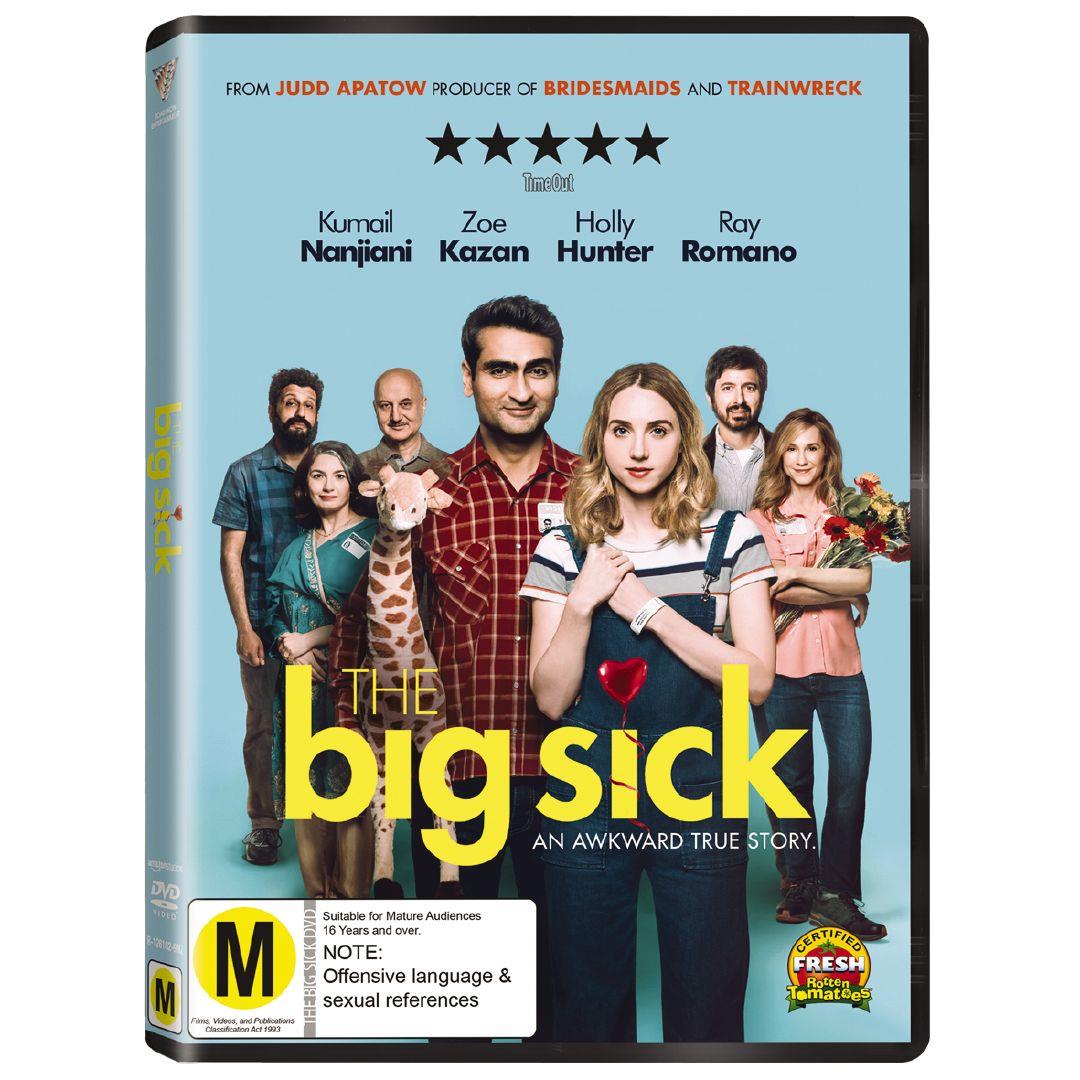 FROM JUDD APATOW PRODUCER OF BRIDESMAIDS AND TRAINWRECK
TimeOut
Kumail Nanjiani
Zoe Kazan
Holly Hunter
Ray Romano
THE
big sick
AN AWKWARD TRUE STORY.
M
Films, Videos, and Publications
Classification Act 1993
THE BIG SICK DVD
Suitable for Mature Audiences
16 Years and over.
NOTE:
Offensive language &
sexual references
CERTIFIED
FRESH
Rotten
Tomatoes
THE
big sick
DVD
VIDEO
M